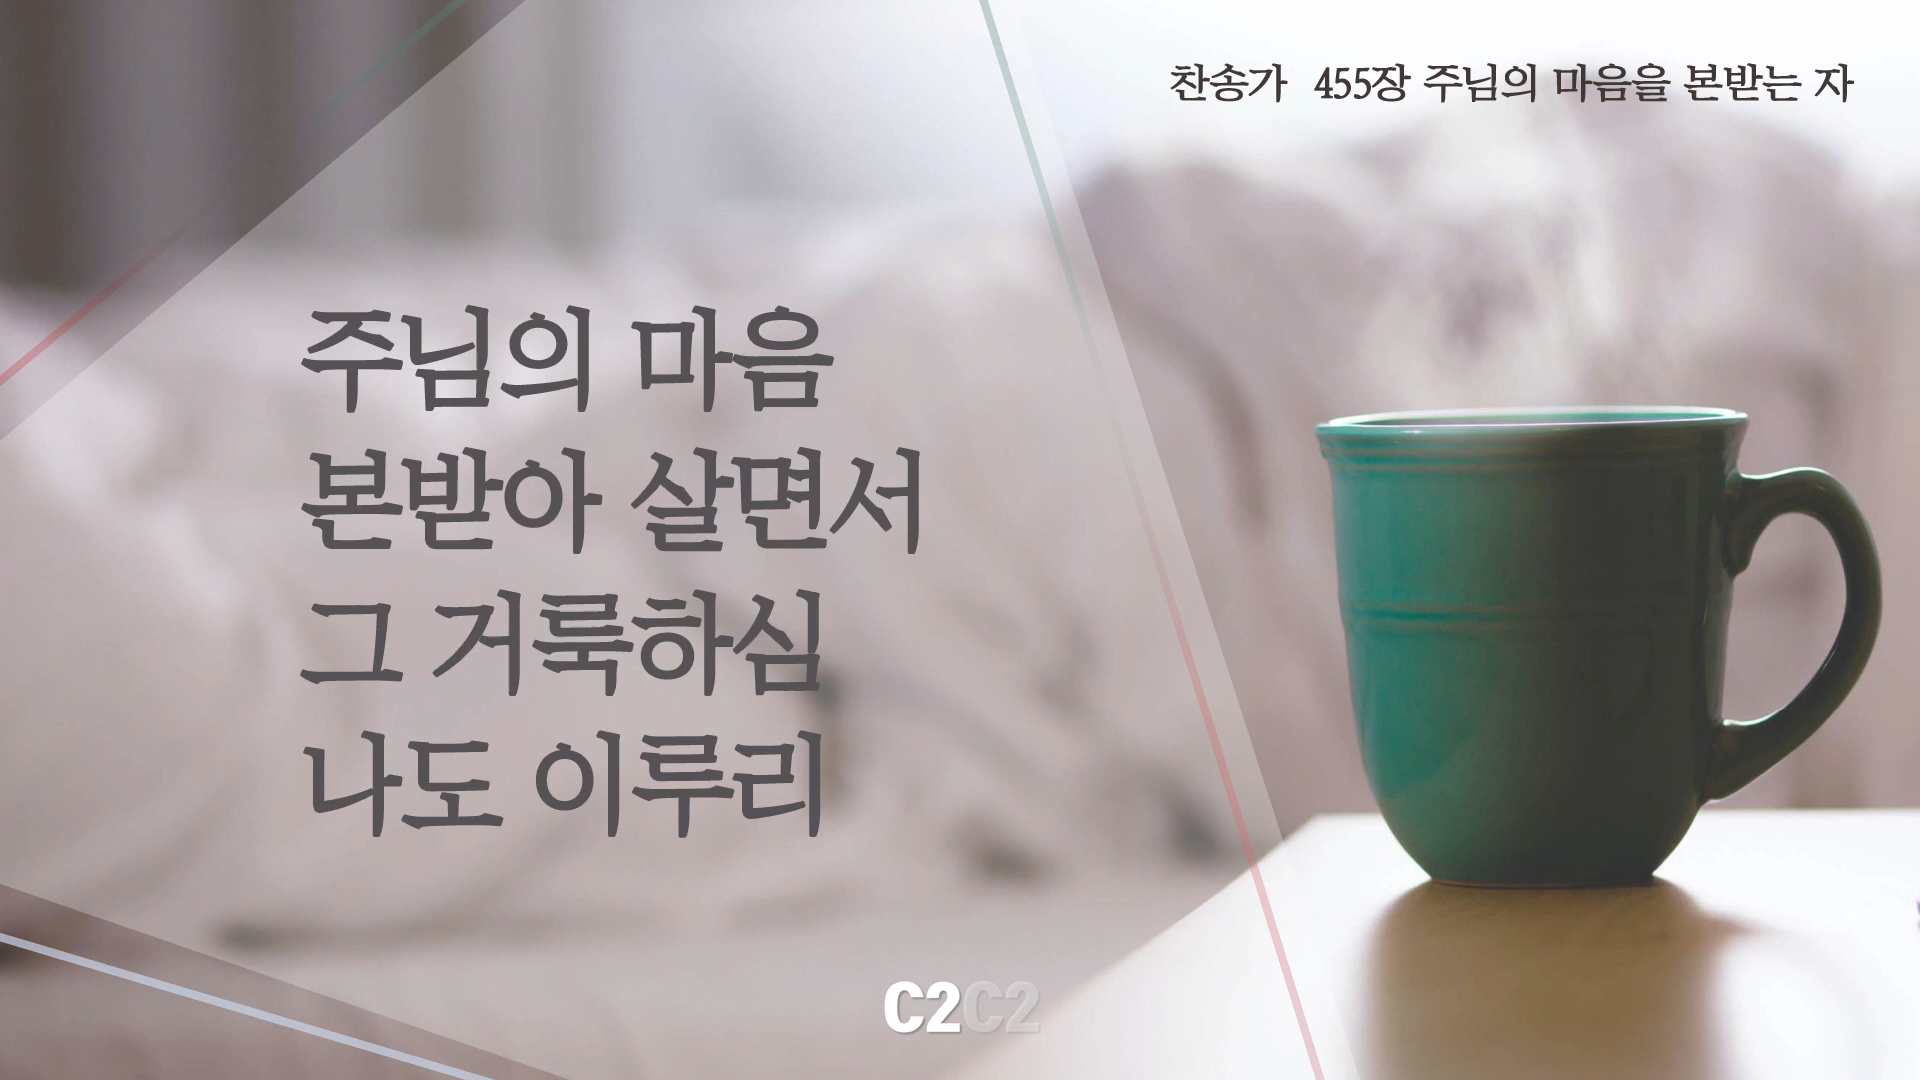 찬송가 455장 주님의 마음을 본받는 자
주님의 마음
본받아 살면서
그 거룩하심
나도 이루리
C2C2